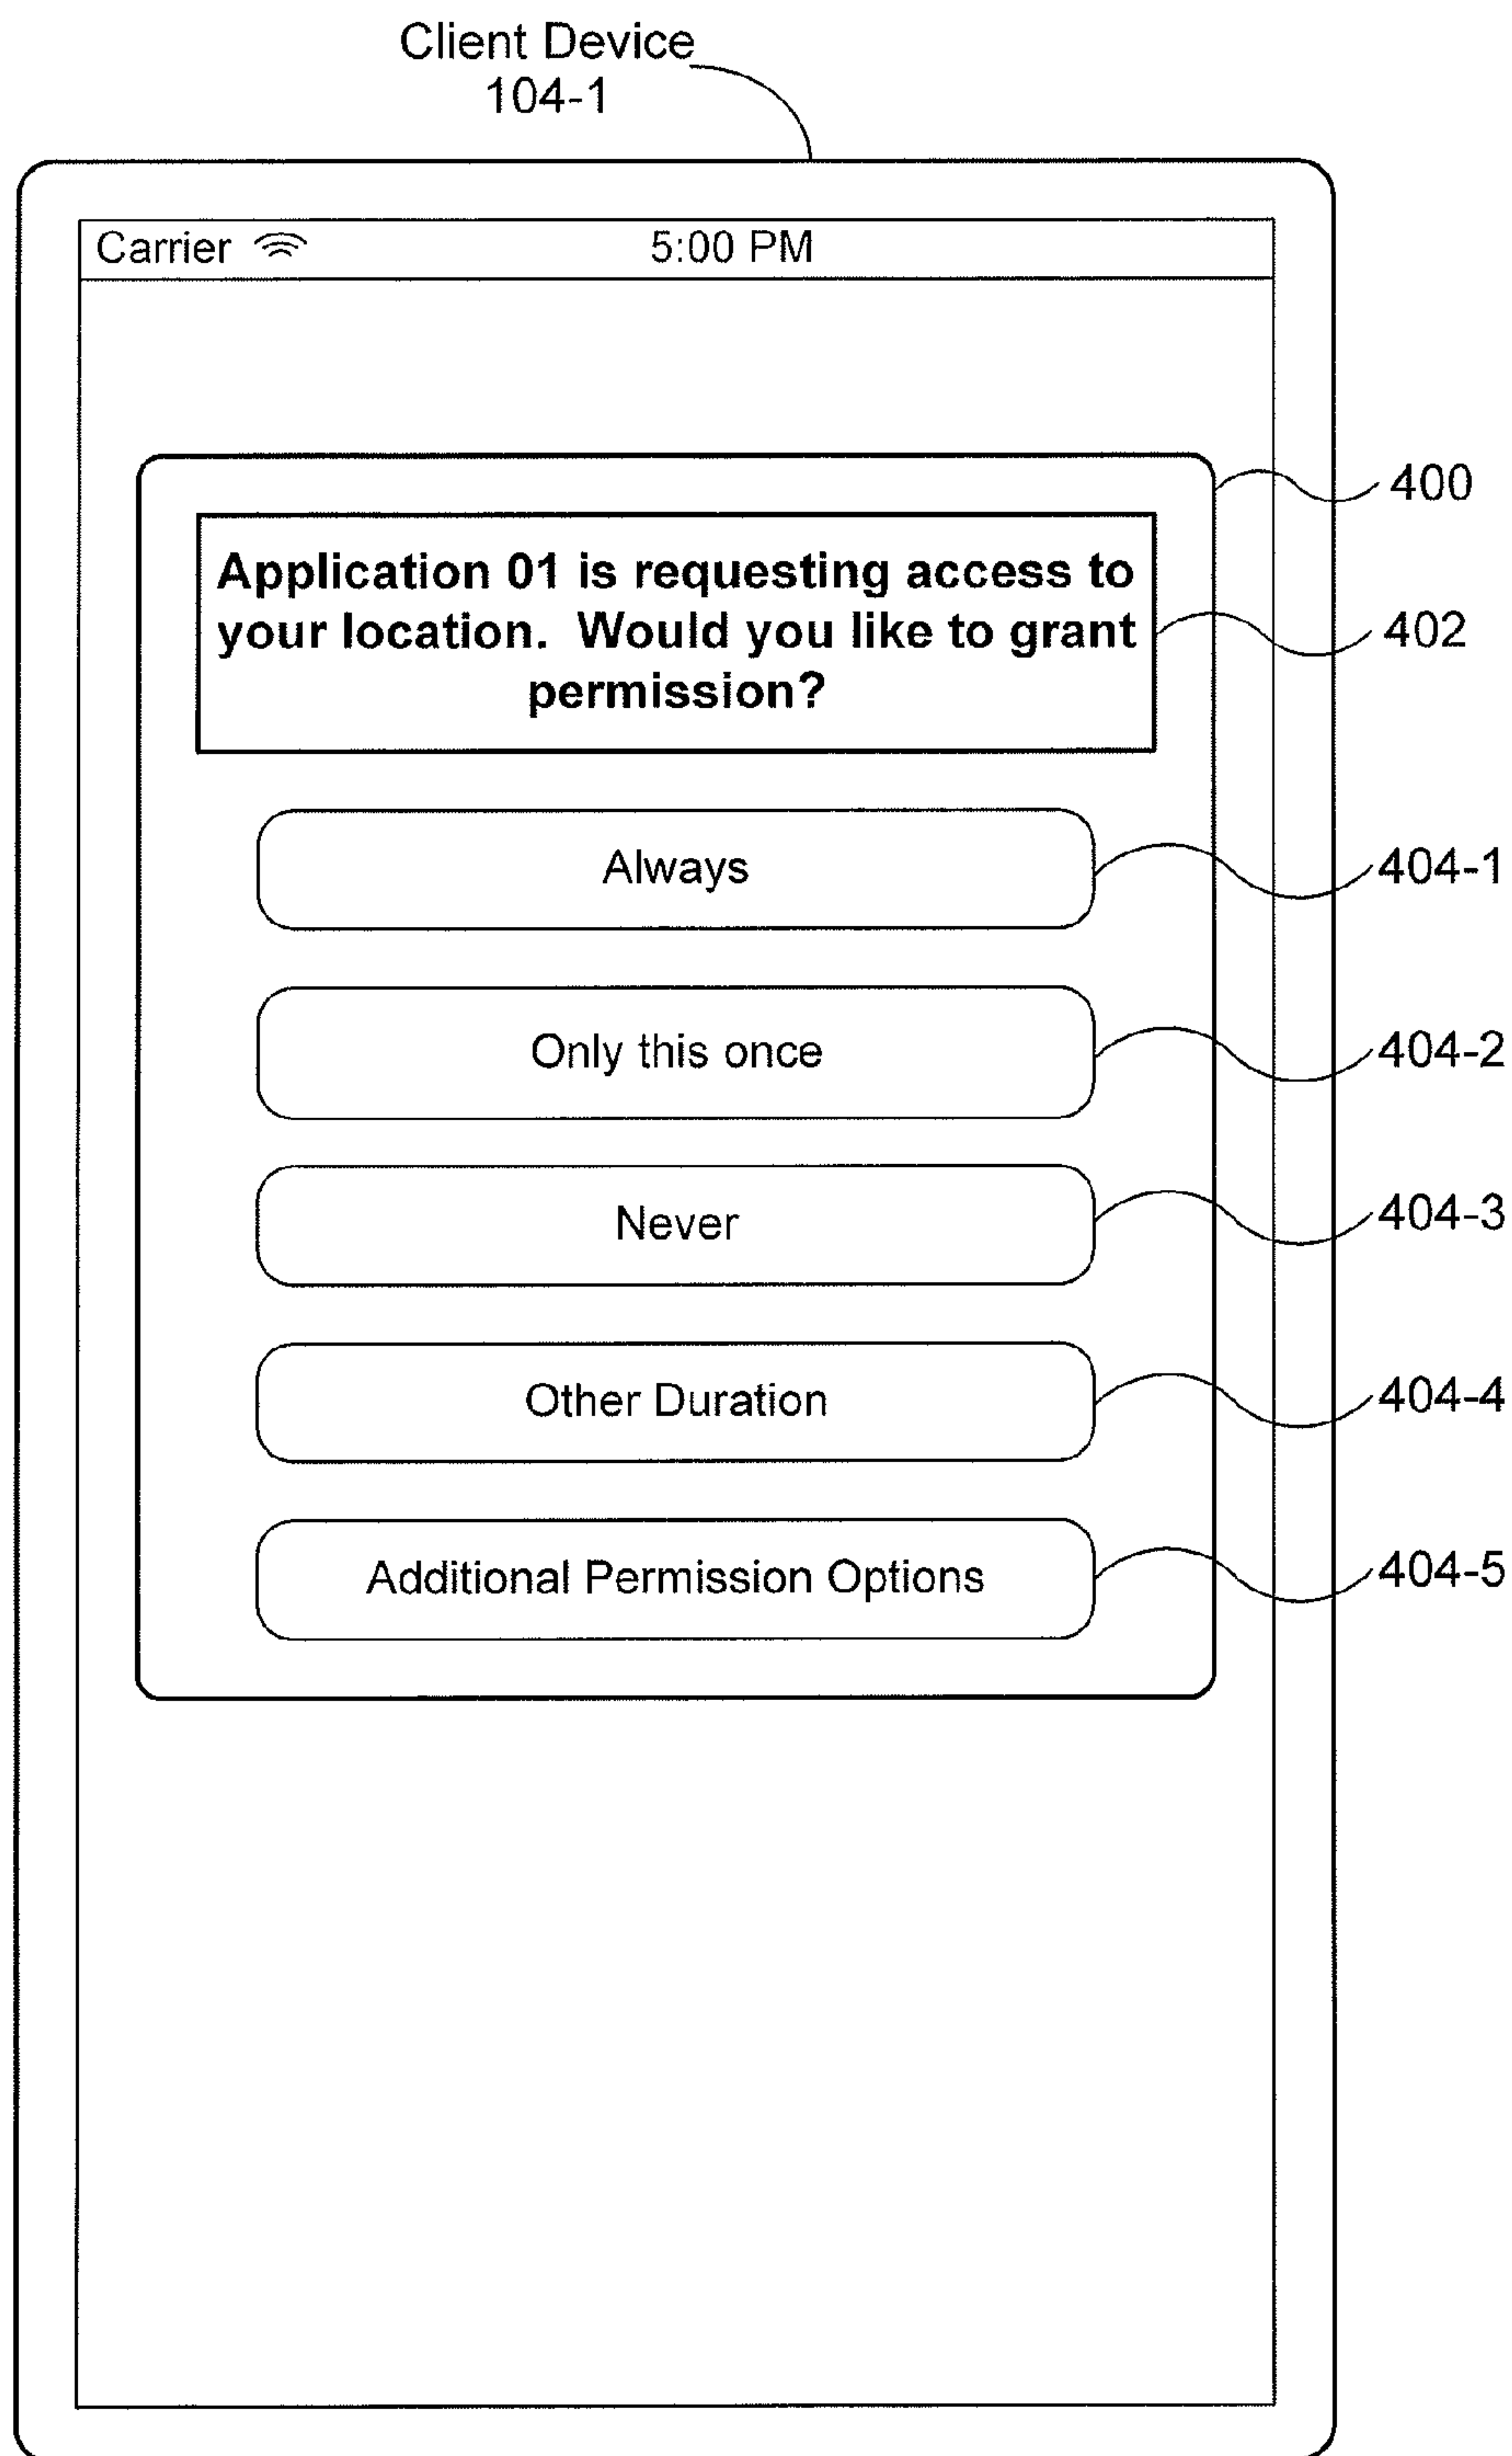 Client Device
104-1
Carrier 5:00 PM
400
Application 01 is requesting access to
your location. Would you like to grant
permission?
402
Always
404-1
Only this once
404-2
Never
404-3
Other Duration
404-4
Additional Permission Options
404-5